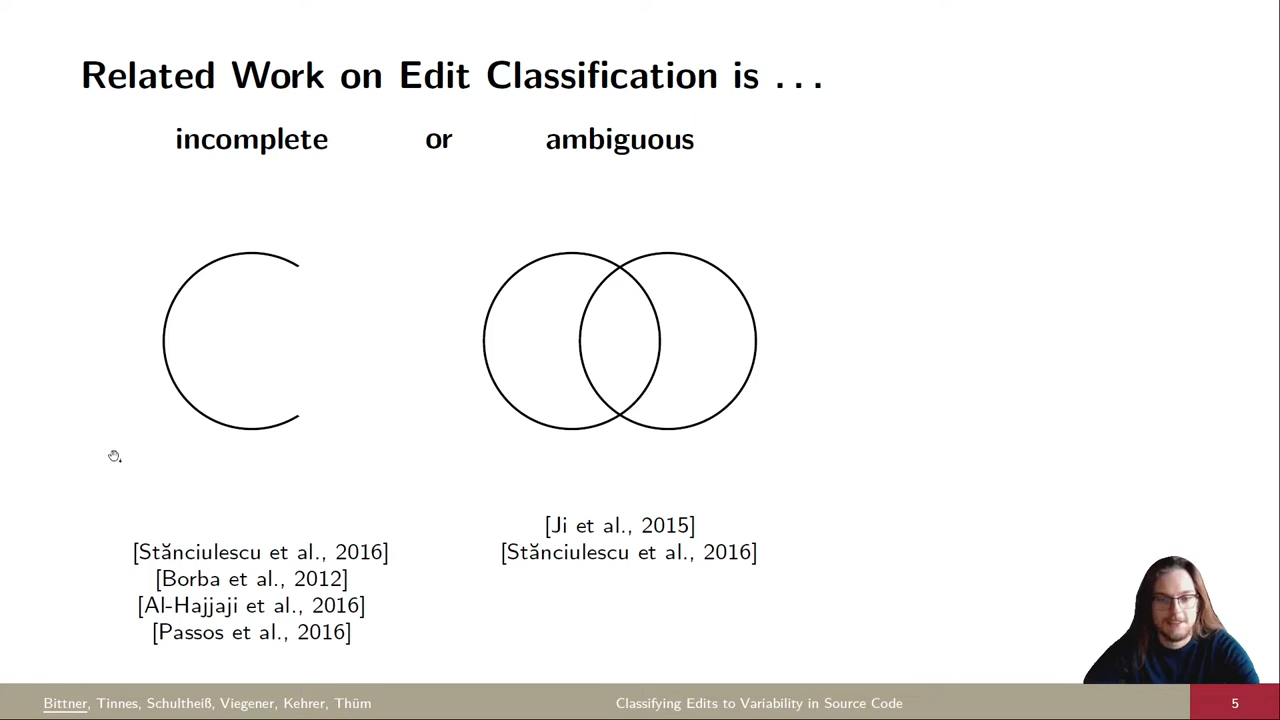 Related Work on Edit Classification is . . .
incomplete or ambiguous
[Stănciulescu et al., 2016]
[Borba et al., 2012]
[Al-Hajjaji et al., 2016]
[Passos et al., 2016]
[Ji et al., 2015]
[Stănciulescu et al., 2016]
Bittner, Tinnes, Schultheiß, Viegener, Kehrer, Thüm
Classifying Edits to Variability in Source Code
5